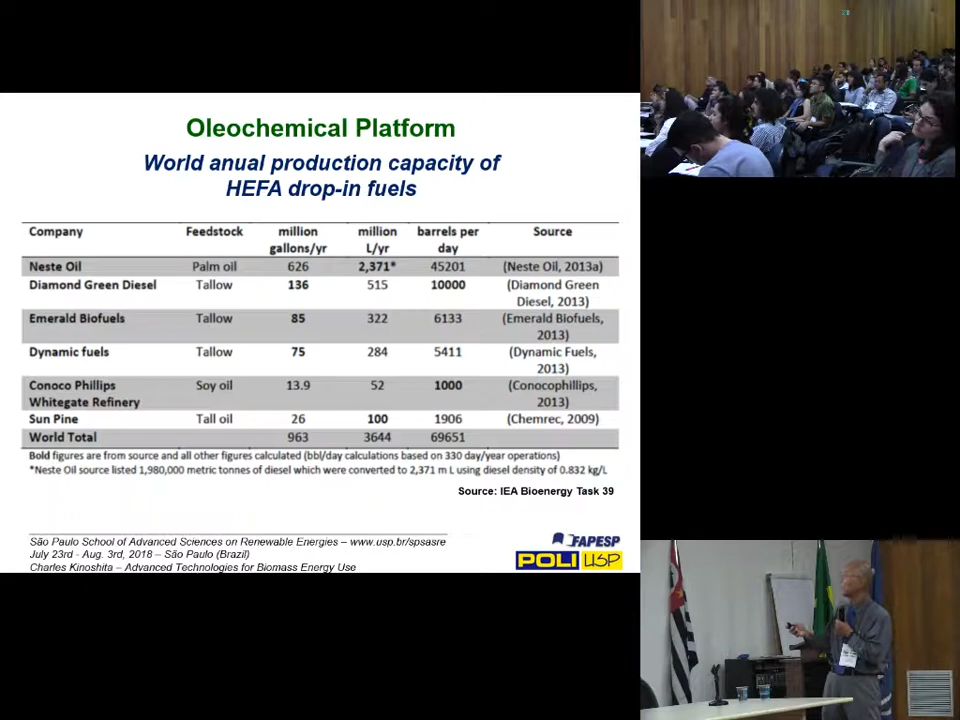 Oleochemical Platform
World anual production capacity of
HEFA drop-in fuels
Company Feedstock million gallons/yr million L/yr barrels per day Source
Neste Oil Palm oil 626 2,371* 45201 (Neste Oil, 2013a)
Diamond Green Diesel Tallow 136 515 10000 (Diamond Green Diesel, 2013)
Emerald Biofuels Tallow 85 322 6133 (Emerald Biofuels, 2013)
Dynamic fuels Tallow 75 284 5411 (Dynamic Fuels, 2013)
Conoco Phillips Whitegate Refinery Soy oil 13.9 52 1000 (Conocophillips, 2013)
Sun Pine Tall oil 26 100 1906 (Chemrec, 2009)
World Total 963 3644 69651
Bold figures are from source and all other figures calculated (bbl/day calculations based on 330 day/year operations)
*Neste Oil source listed 1,980,000 metric tonnes of diesel which were converted to 2,371 m L using diesel density of 0.832 kg/L
Source: IEA Bioenergy Task 39
São Paulo School of Advanced Sciences on Renewable Energies – www.usp.br/spsasre
July 23rd - Aug. 3rd, 2018 – São Paulo (Brazil)
Charles Kinoshita – Advanced Technologies for Biomass Energy Use
FAPESP
POLI USP